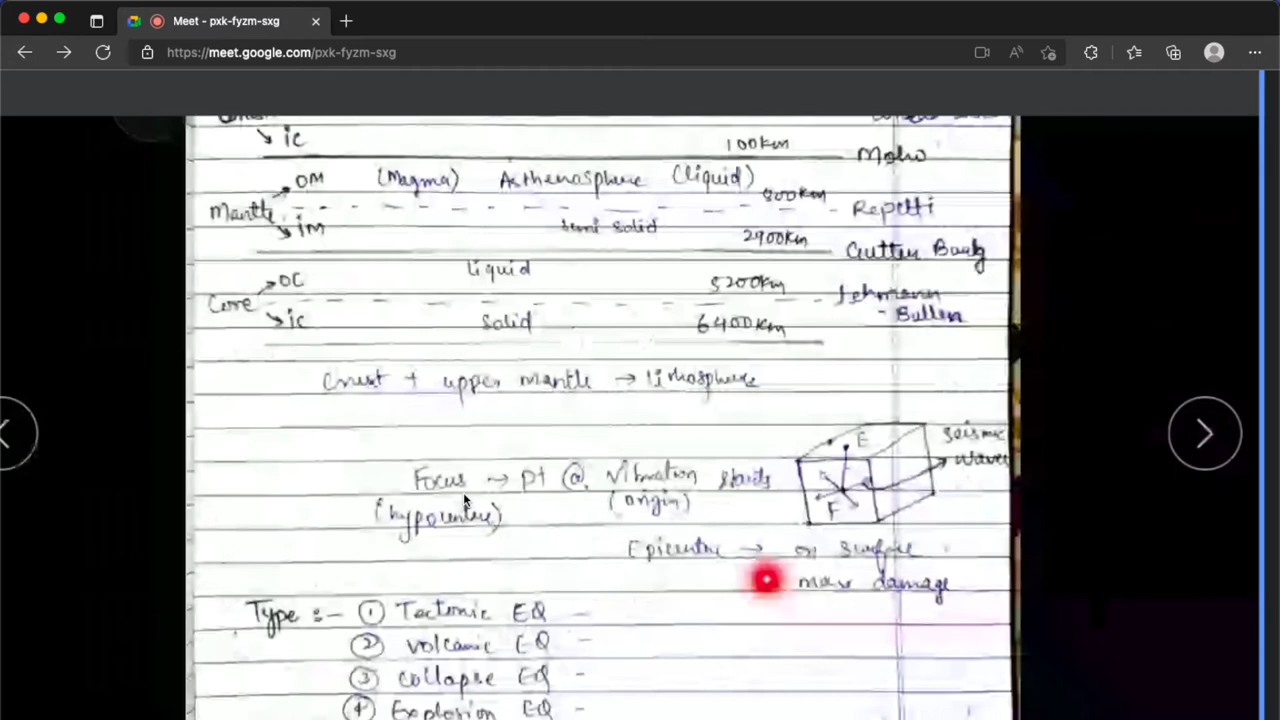 Meet - pxk-fyzm-sxg
https://meet.google.com/pxk-fyzm-sxg
ic 100km Moho
OM (Magma) Asthenosphere (liquid) 800km
Mantle Repetti
iM semi solid 2900km
Gutten Baurg
OC liquid 5200km
Core Lehmann
ic solid 6400km - Bullen
Crust + upper mantle → lithosphere
E seismic
Focus → pt @ vibration starts waves
(hypocentre) (origin) F
Epicentre → on surface
max damage
Type :- ① Tectonic EQ -
② volcanic EQ -
③ collapse EQ -
④ Explosion EQ -